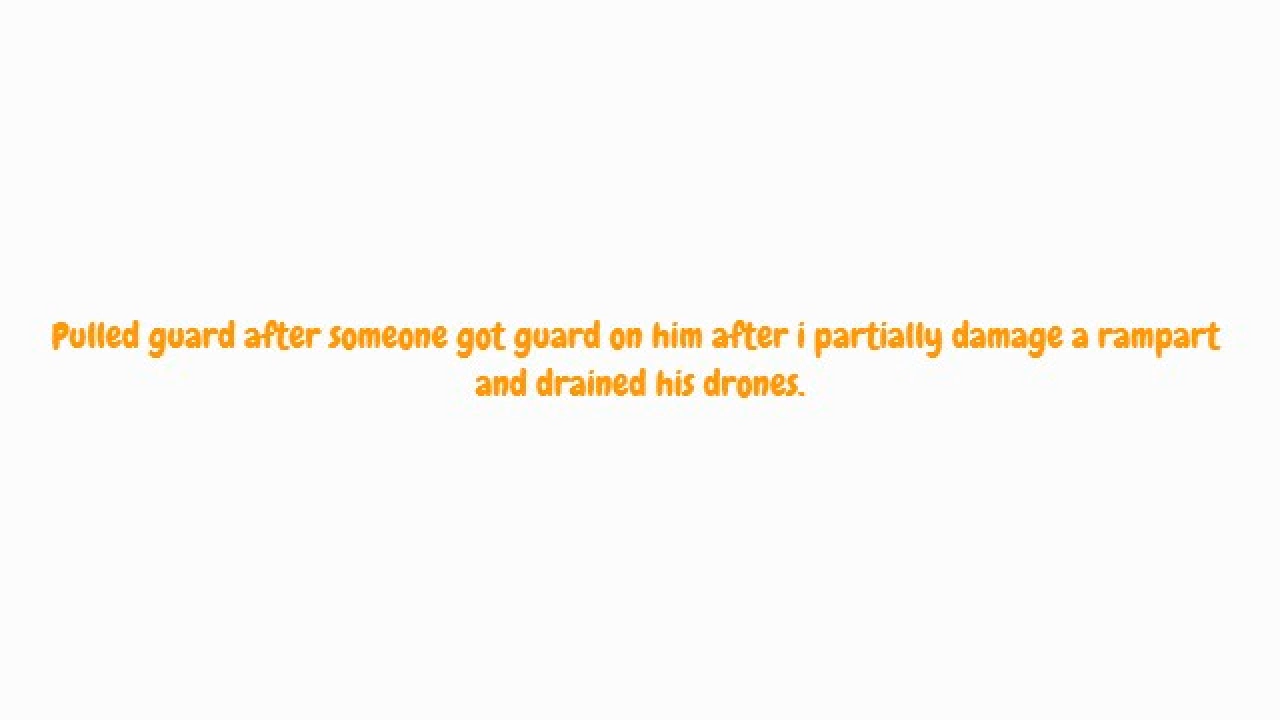 Pulled guard after someone got guard on him after i partially damage a rampart
and drained his drones.